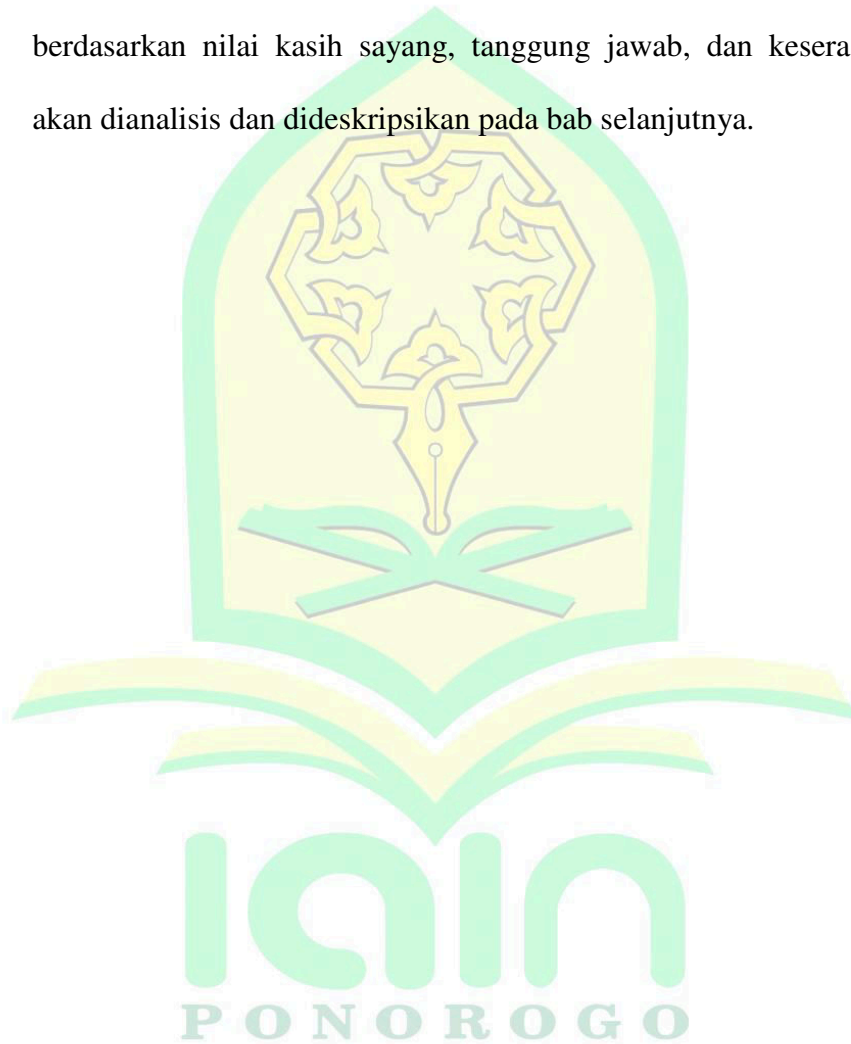 berdasarkan nilai kasih sayang, tanggung jawab, dan kesera
akan dianalisis dan dideskripsikan pada bab selanjutnya.
iain
PONOROGO